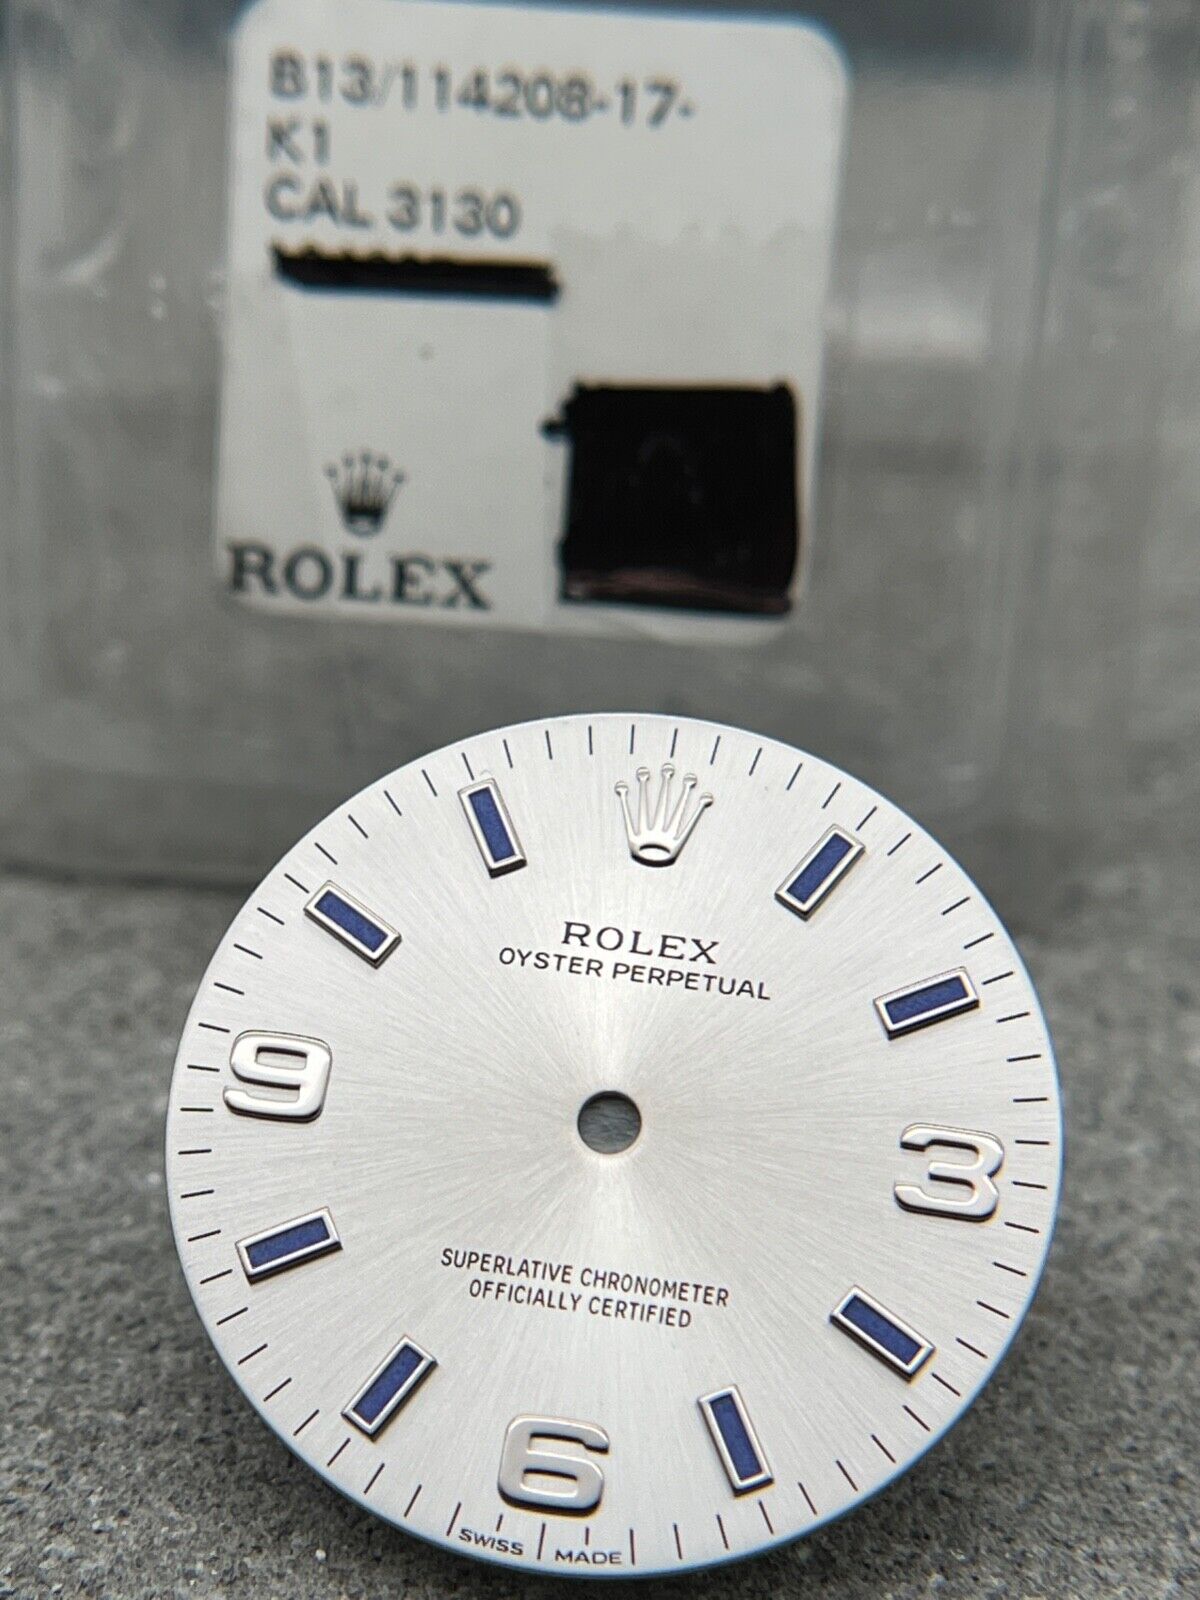 B13/114208-17-
K1
CAL 3130
ROLEX
ROLEX
OYSTER PERPETUAL
9
3
SUPERLATIVE CHRONOMETER
OFFICIALLY CERTIFIED
6
SWISS MADE